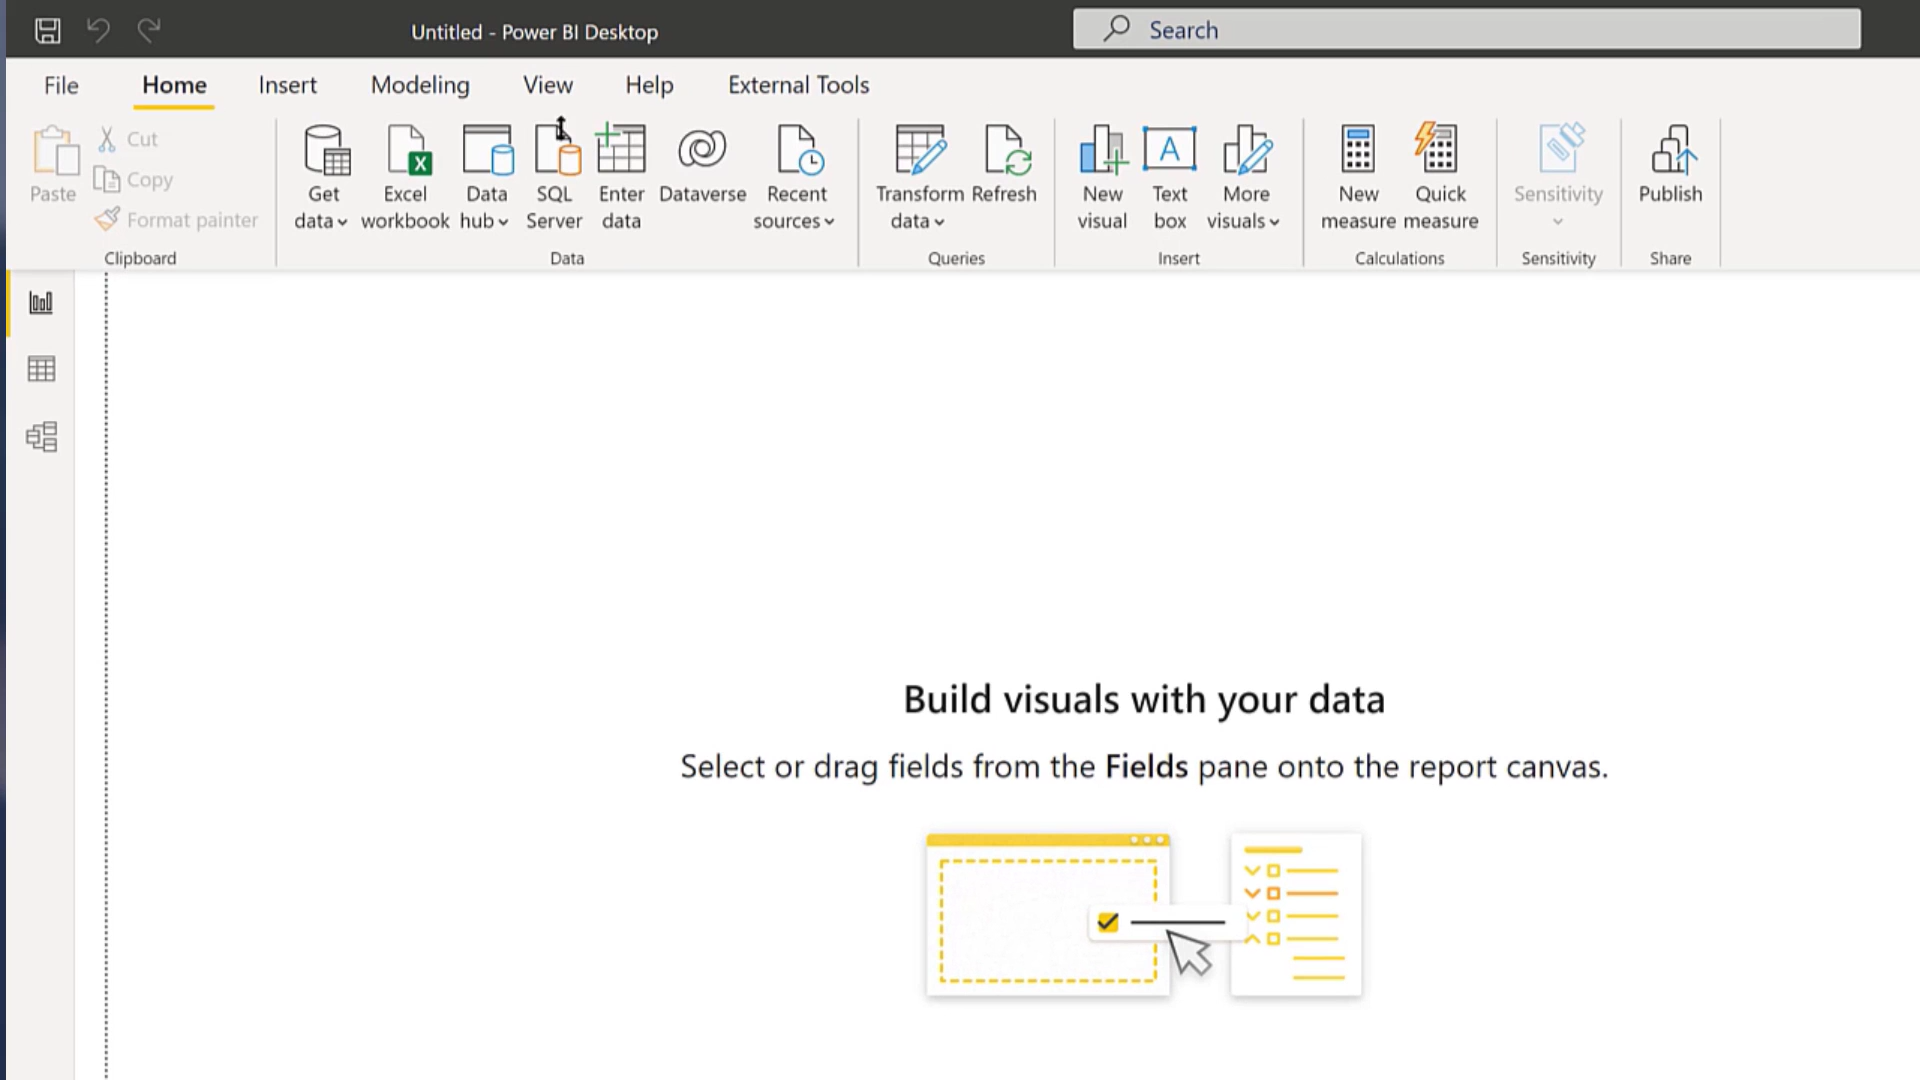 Untitled - Power BI Desktop
Search
File Home Insert Modeling View Help External Tools
Paste
Cut
Copy
Format painter
Clipboard
Get data
Excel workbook
Data hub
SQL Server
Enter data
Dataverse
Recent sources
Data
Transform data
Refresh
Queries
New visual
A
Text box
More visuals
Insert
New measure
Quick measure
Calculations
Sensitivity
Sensitivity
Publish
Share
Build visuals with your data
Select or drag fields from the Fields pane onto the report canvas.